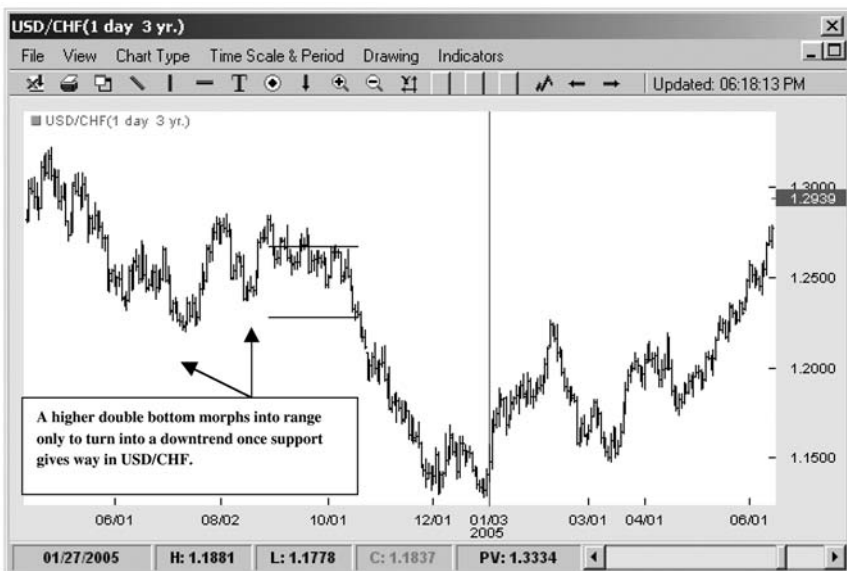 USD/CHF(1 day 3 yr.)
File View Chart Type Time Scale & Period Drawing Indicators
T Updated: 06:18:13 PM
USD/CHF(1 day 3 yr.)
1.3000
1.2939
1.2500
1.2000
1.1500
A higher double bottom morphs into range
only to turn into a downtrend once support
gives way in USD/CHF.
06/01 08/02 10/01 12/01 01/03 03/01 04/01 06/01
2005
01/27/2005 H: 1.1881 L: 1.1778 C: 1.1837 PV: 1.3334